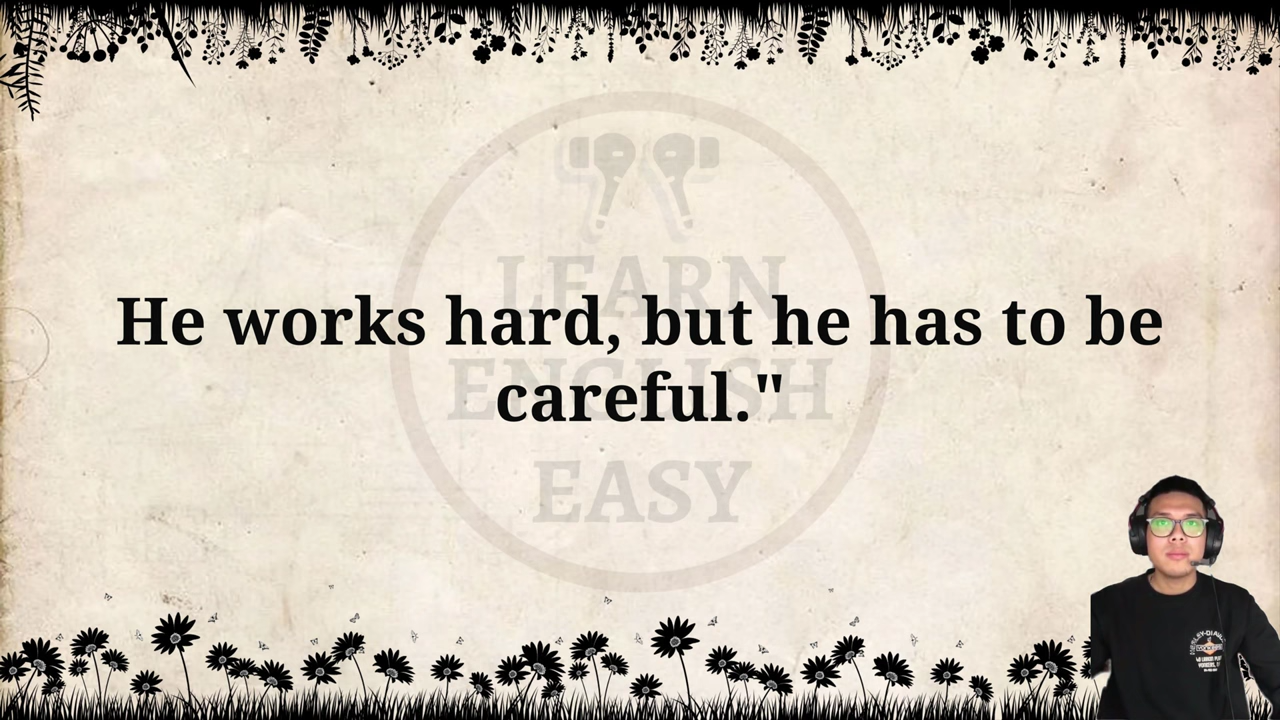 LEARN
He works hard, but he has to be
ENGLISH
careful."
EASY